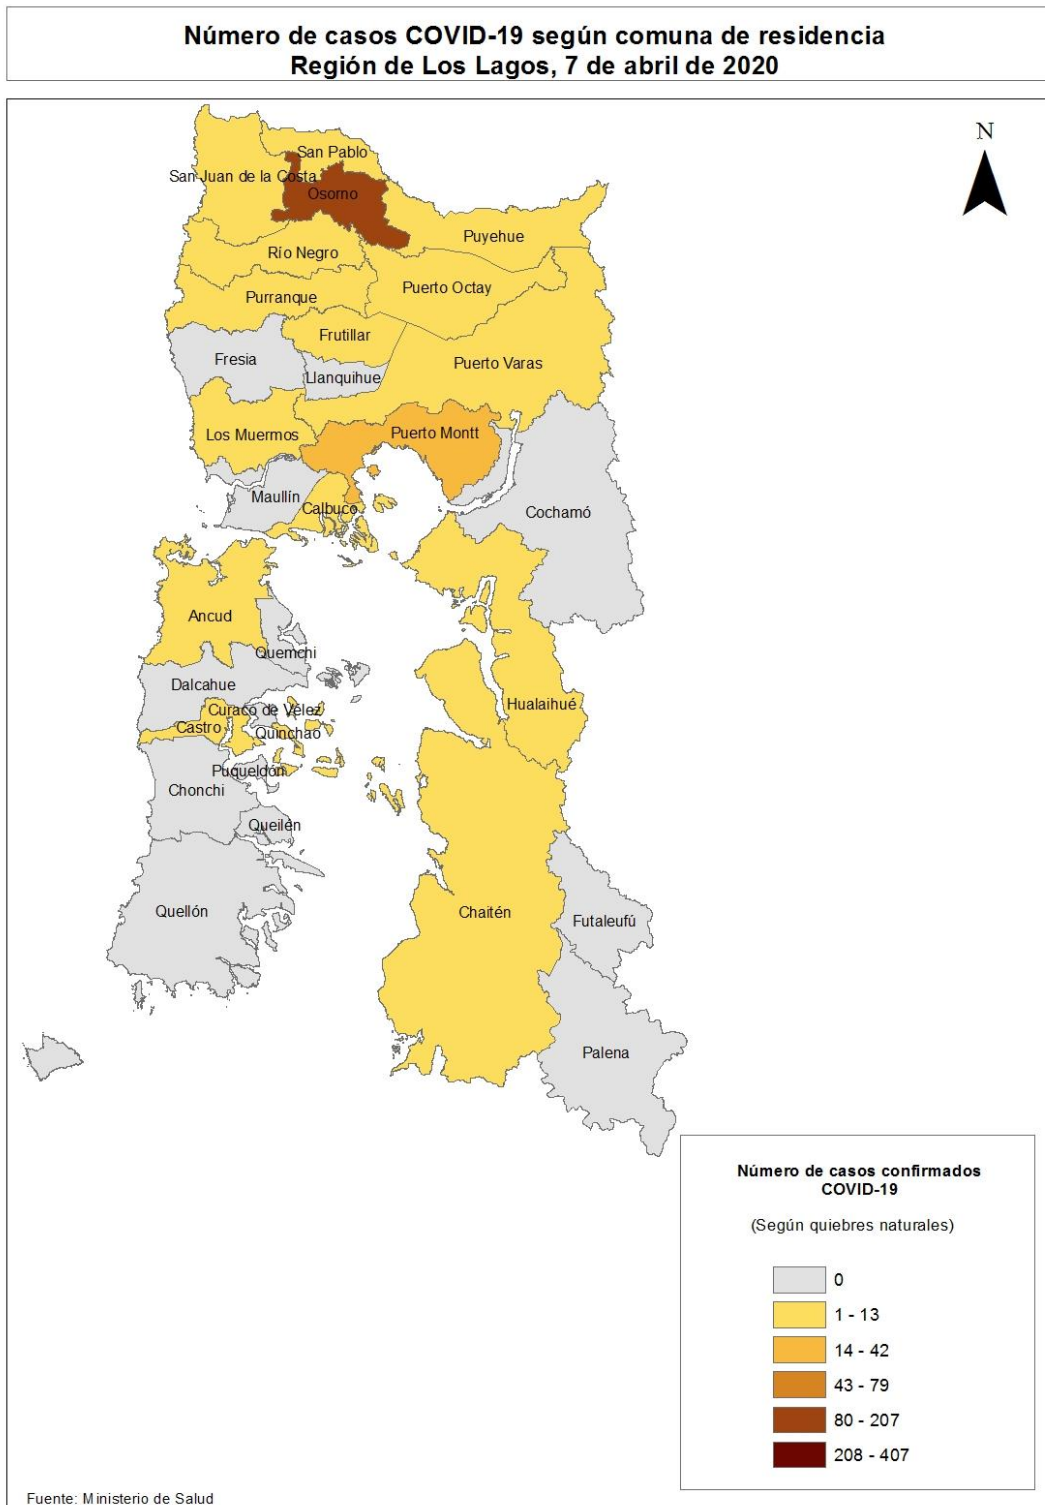 Número de casos COVID-19 según comuna de residencia
Región de Los Lagos, 7 de abril de 2020
N
San Pablo
San Juan de la Costa
Osorno
Puyehue
Río Negro
Puerto Octay
Purranque
Frutillar
Fresia
Puerto Varas
Llanquihue
Los Muermos
Puerto Montt
Maullín
Calbuco
Cochamó
Ancud
Quemchi
Dalcahue
Hualaihué
Curaco de Vélez
Castro
Quinchao
Puqueldón
Chonchi
Queilén
Quellón
Chaitén
Futaleufú
Palena
Número de casos confirmados
COVID-19
(Según quiebres naturales)
0
1 - 13
14 - 42
43 - 79
80 - 207
208 - 407
Fuente: Ministerio de Salud